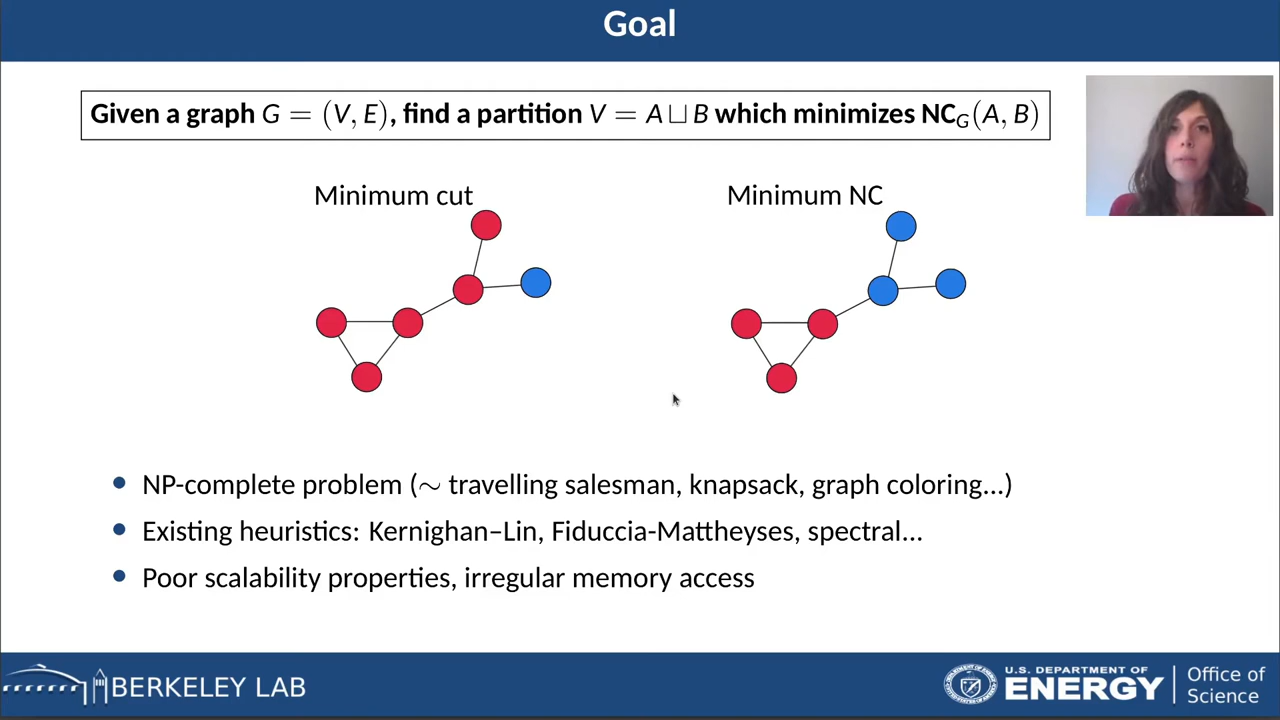 Goal
Given a graph G = (V, E), find a partition V = A ⊔ B which minimizes NC_G(A, B)
Minimum cut
Minimum NC
NP-complete problem (∼ travelling salesman, knapsack, graph coloring...)
Existing heuristics: Kernighan–Lin, Fiduccia-Mattheyses, spectral...
Poor scalability properties, irregular memory access
BERKELEY LAB
U.S. DEPARTMENT OF
ENERGY
Office of
Science